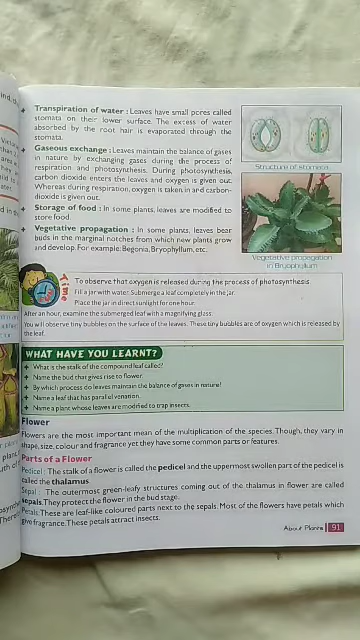 Transpiration of water : Leaves have small pores called
stomata on their lower surface. The excess of water
absorbed by the root hair is evaporated through the
stomata.
Gaseous exchange : Leaves maintain the balance of gases
in nature by exchanging gases during the process of
respiration and photosynthesis. During photosynthesis,
carbon dioxide enters the leaves and oxygen is given out.
Whereas during respiration, oxygen is taken in and carbon-
dioxide is given out.
Storage of food : In some plants, leaves are modified to
store food.
Vegetative propagation : In some plants, leaves bear
buds in the marginal notches from which new plants grow
and develop. For example: Begonia, Bryophyllum, etc.
Structure of stomata
Vegetative propagation
in Bryophyllum
Time
To observe that oxygen is released during the process of photosynthesis
Fill a jar with water. Submerge a leaf completely in the jar.
Place the jar in direct sunlight for one hour.
After an hour, examine the submerged leaf with a magnifying glass.
You will observe tiny bubbles on the surface of the leaves. These tiny bubbles are of oxygen which is released by
the leaf.
WHAT HAVE YOU LEARNT?
What is the stalk of the compound leaf called?
Name the bud that gives rise to flower.
By which process do leaves maintain the balance of gases in nature?
Name a leaf that has parallel venation.
Name a plant whose leaves are modified to trap insects.
Flower
Flowers are the most important mean of the multiplication of the species. Though, they vary in
shape, size, colour and fragrance yet they have some common parts or features.
Parts of a Flower
Pedicel : The stalk of a flower is called the pedicel and the uppermost swollen part of the pedicel is
called the thalamus.
Sepal : The outermost green-leafy structures coming out of the thalamus in flower are called
sepals. They protect the flower in the bud stage.
Petals: These are leaf-like coloured parts next to the sepals. Most of the flowers have petals which
give fragrance. These petals attract insects.
About Plants 91